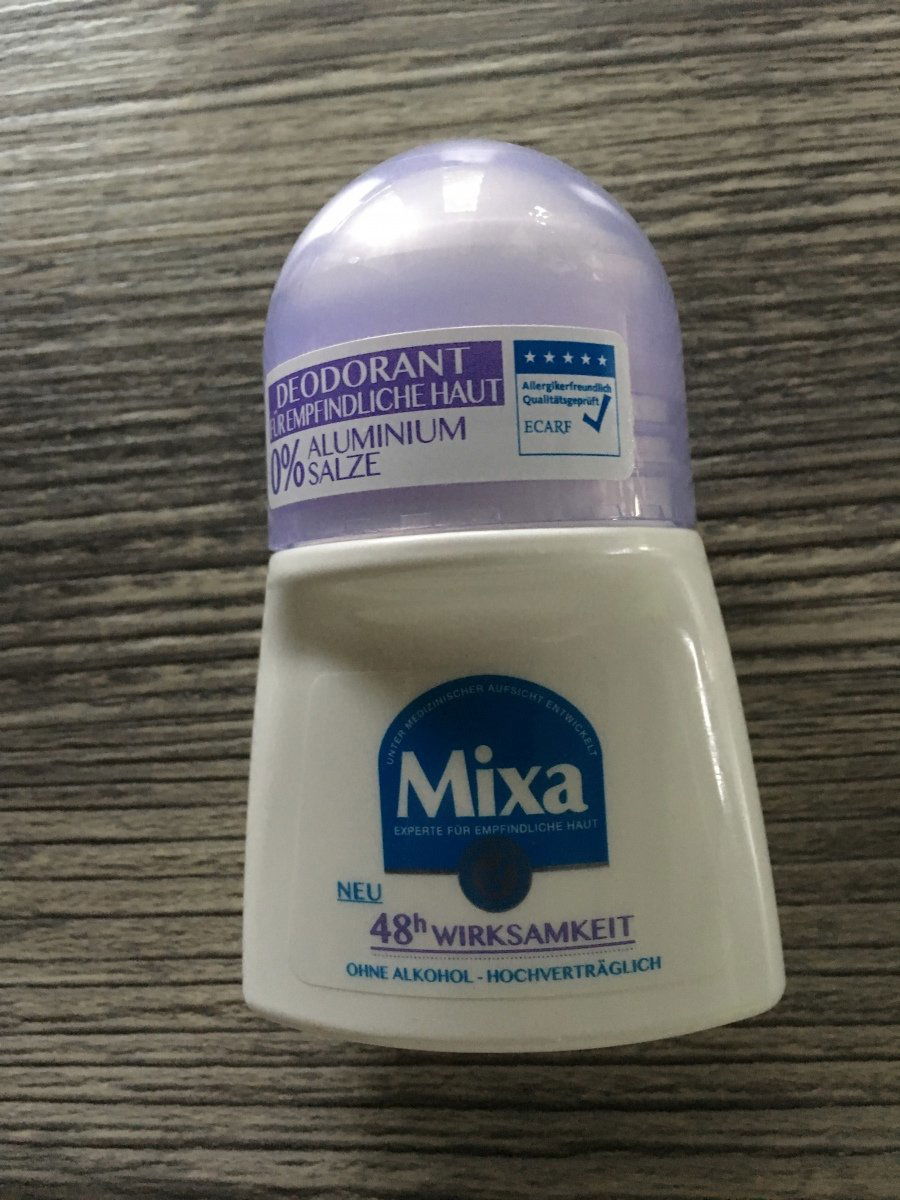 DEODORANT
FÜR EMPFINDLICHE HAUT
0% ALUMINIUM
SALZE
Allergikerfreundlich
Qualitätsgeprüft
ECARF
UNTER MEDIZINISCHER AUFSICHT ENTWICKELT
Mixa
EXPERTE FÜR EMPFINDLICHE HAUT
NEU
48h WIRKSAMKEIT
OHNE ALKOHOL - HOCHVERTRÄGLICH